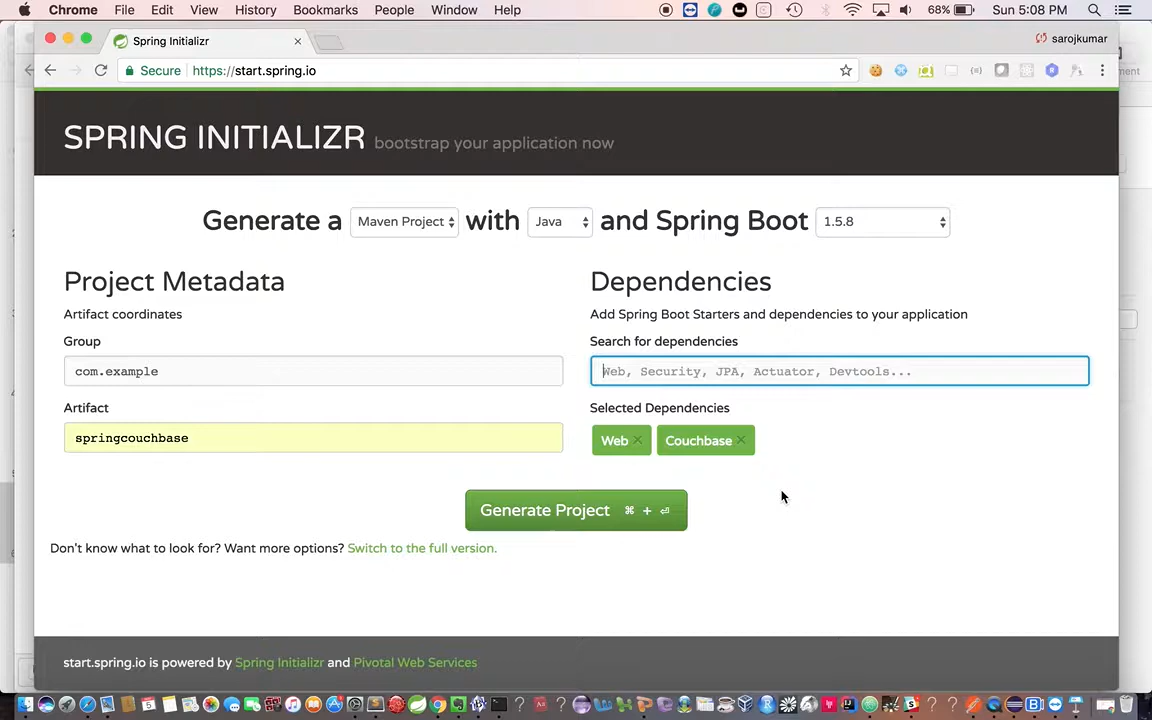 Chrome File Edit View History Bookmarks People Window Help 68% Sun 5:08 PM
Spring Initializr sarojkumar
Secure https://start.spring.io
SPRING INITIALIZR bootstrap your application now
Generate a Maven Project with Java and Spring Boot 1.5.8
Project Metadata
Artifact coordinates
Group
com.example
Artifact
springcouchbase
Dependencies
Add Spring Boot Starters and dependencies to your application
Search for dependencies
Web, Security, JPA, Actuator, Devtools...
Selected Dependencies
Web × Couchbase ×
Generate Project ⌘ + ⏎
Don't know what to look for? Want more options? Switch to the full version.
start.spring.io is powered by Spring Initializr and Pivotal Web Services